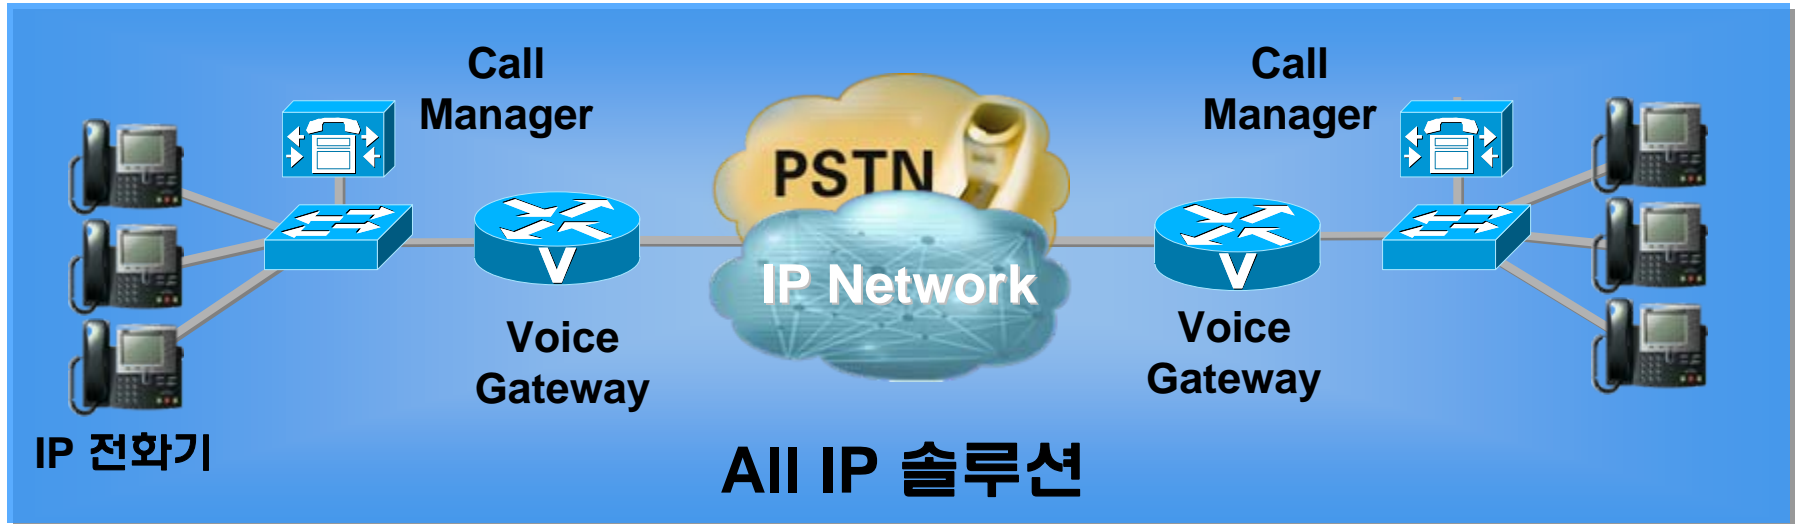 Call
Manager
Call
Manager
PSTN
IP Network
V
V
Voice
Gateway
Voice
Gateway
IP 전화기
All IP 솔루션